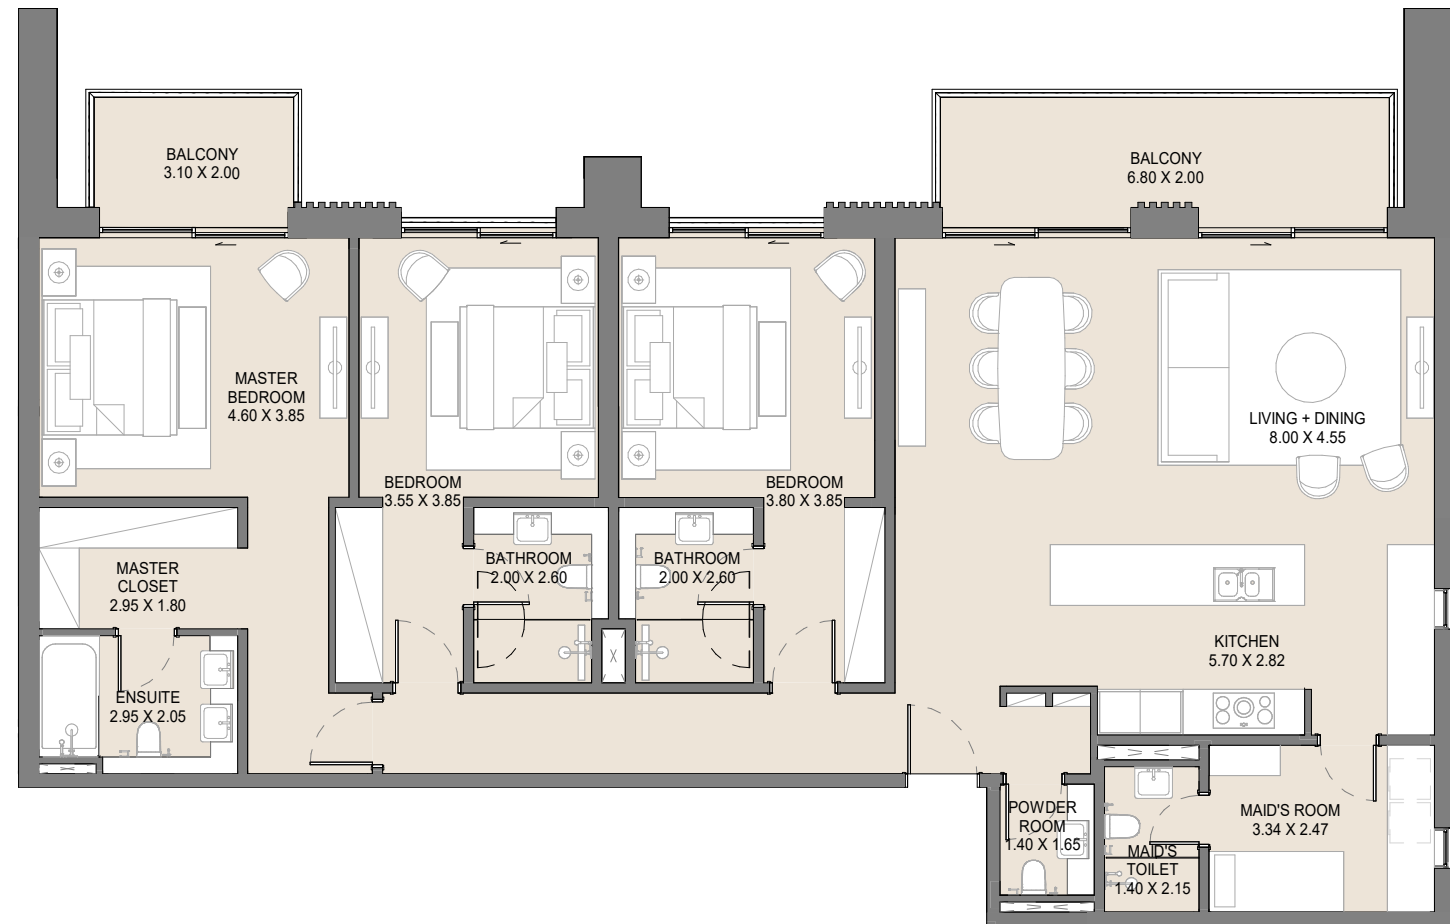 BALCONY
3.10 X 2.00
BALCONY
6.80 X 2.00
MASTER
BEDROOM
4.60 X 3.85
BEDROOM
3.55 X 3.85
BEDROOM
3.80 X 3.85
LIVING + DINING
8.00 X 4.55
MASTER
CLOSET
2.95 X 1.80
BATHROOM
2.00 X 2.60
BATHROOM
2.00 X 2.60
KITCHEN
5.70 X 2.82
ENSUITE
2.95 X 2.05
POWDER
ROOM
1.40 X 1.65
MAID'S
TOILET
1.40 X 2.15
MAID'S ROOM
3.34 X 2.47